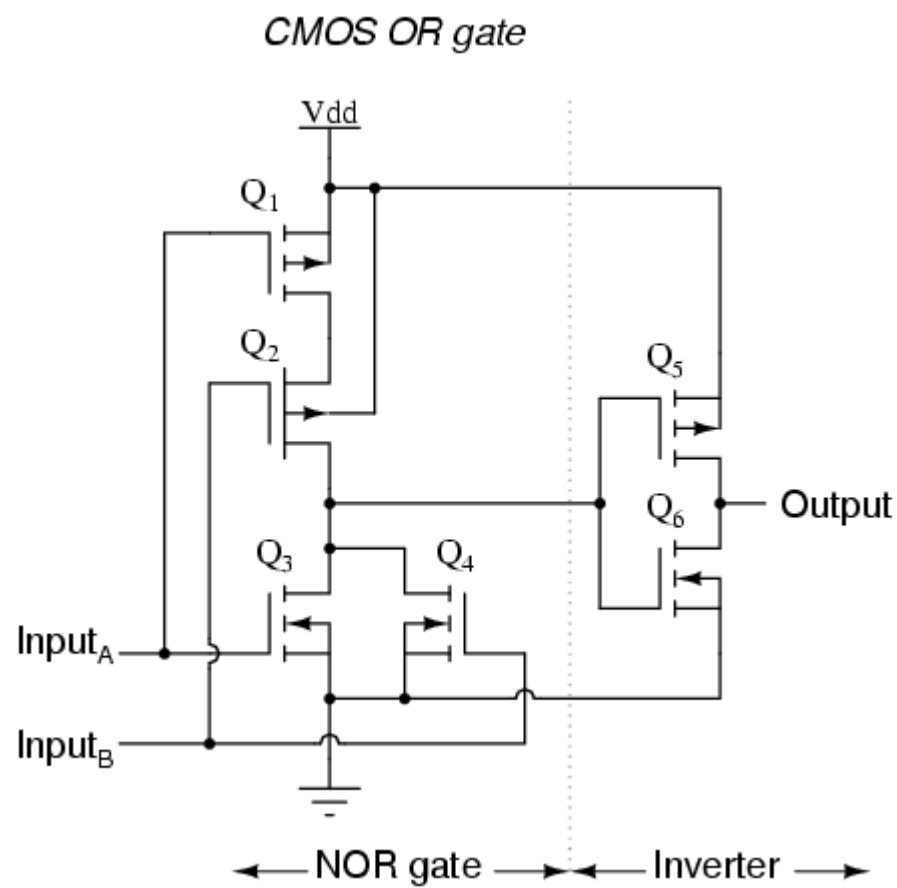 CMOS OR gate
Vdd
Q1
Q2
Q5
Output
Q6
Q3
Q4
InputA
InputB
NOR gate
Inverter